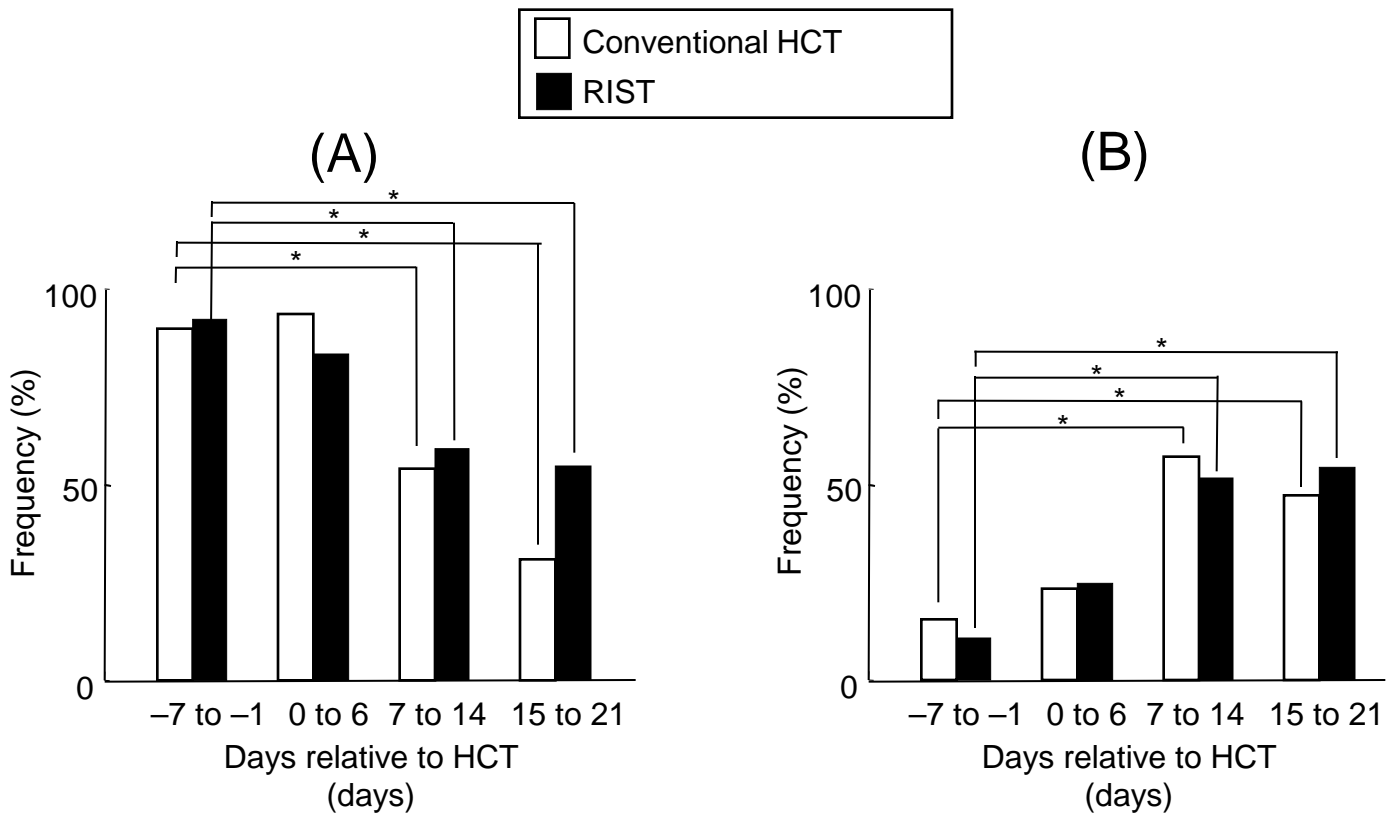 Conventional HCT
RIST
(A)
*
*
*
*
100
50
0
Frequency (%)
–7 to –1 0 to 6 7 to 14 15 to 21
Days relative to HCT
(days)
(B)
*
*
*
*
100
50
0
Frequency (%)
–7 to –1 0 to 6 7 to 14 15 to 21
Days relative to HCT
(days)